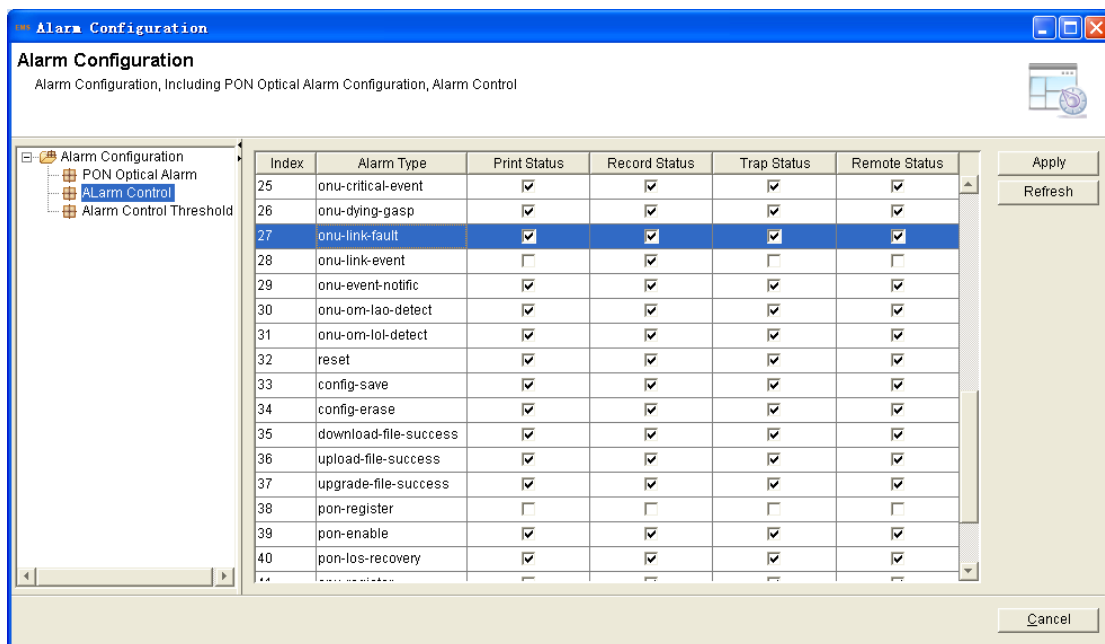 EMS Alarm Configuration
Alarm Configuration
Alarm Configuration, Including PON Optical Alarm Configuration, Alarm Control
Alarm Configuration
PON Optical Alarm
ALarm Control
Alarm Control Threshold
Index Alarm Type Print Status Record Status Trap Status Remote Status
25 onu-critical-event
26 onu-dying-gasp
27 onu-link-fault
28 onu-link-event
29 onu-event-notific
30 onu-om-lao-detect
31 onu-om-lol-detect
32 reset
33 config-save
34 config-erase
35 download-file-success
36 upload-file-success
37 upgrade-file-success
38 pon-register
39 pon-enable
40 pon-los-recovery
Apply
Refresh
Cancel